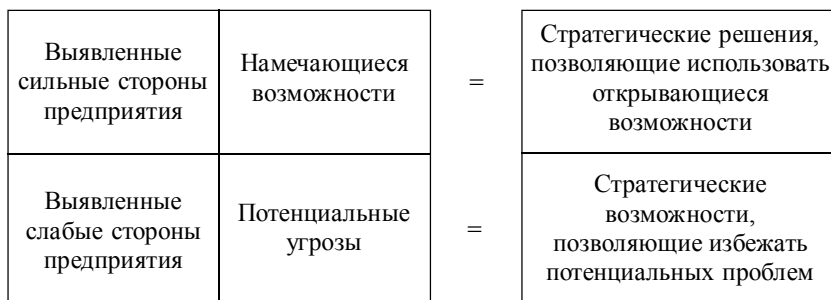 Выявленные
сильные стороны
предприятия
Намечающиеся
возможности
=
Стратегические решения,
позволяющие использовать
открывающиеся
возможности
Выявленные
слабые стороны
предприятия
Потенциальные
угрозы
=
Стратегические
возможности,
позволяющие избежать
потенциальных проблем